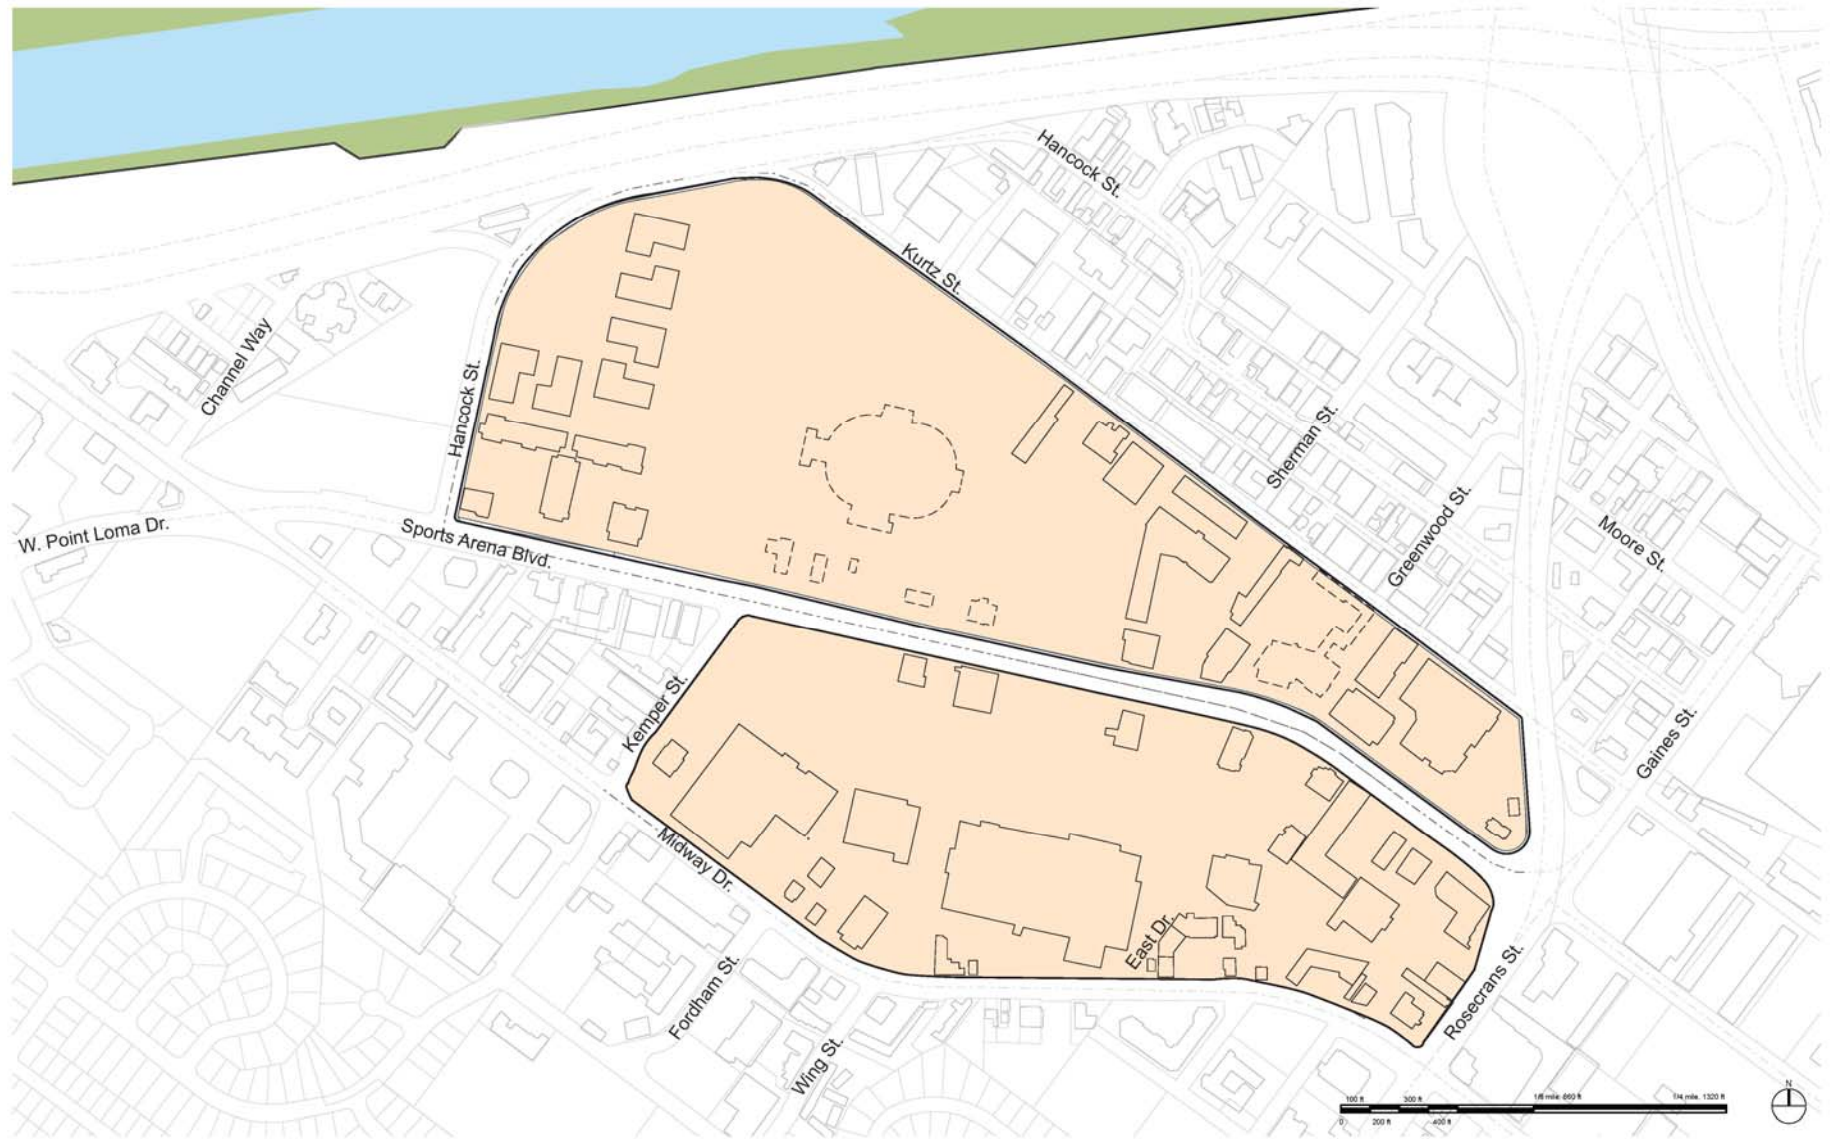 Hancock St.
Kurtz St.
Channel Way
Hancock St.
Sherman St.
Greenwood St.
Moore St.
W. Point Loma Dr.
Sports Arena Blvd.
Kemper St.
Gaines St.
Midway Dr.
East Dr.
Fordham St.
Rosecrans St.
Wing St.
N
100 ft 300 ft 1/8 mile: 660 ft 1/4 mile. 1320 ft
0 200 ft 400 ft